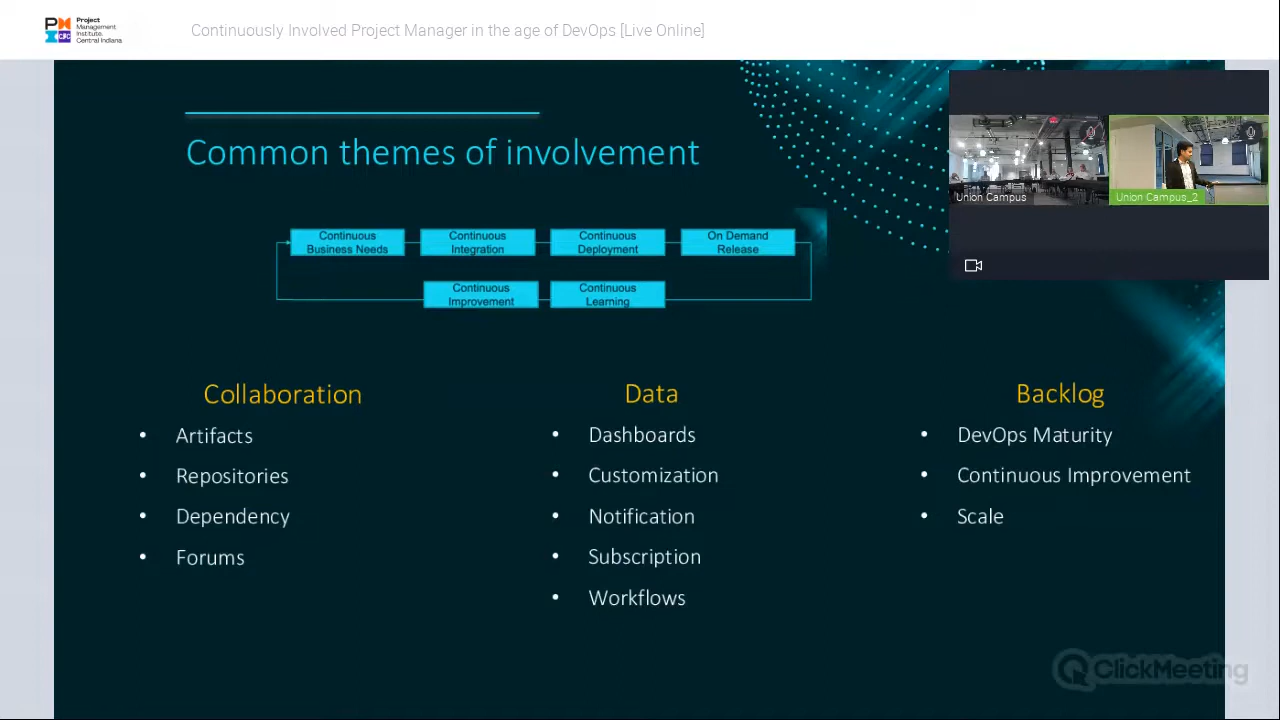 Project
Management
Institute.
Central Indiana
Continuously Involved Project Manager in the age of DevOps [Live Online]
Common themes of involvement
Continuous
Business Needs
Continuous
Integration
Continuous
Deployment
On Demand
Release
Continuous
Improvement
Continuous
Learning
Union Campus
Union Campus_2
Collaboration
• Artifacts
• Repositories
• Dependency
• Forums
Data
• Dashboards
• Customization
• Notification
• Subscription
• Workflows
Backlog
• DevOps Maturity
• Continuous Improvement
• Scale
ClickMeeting